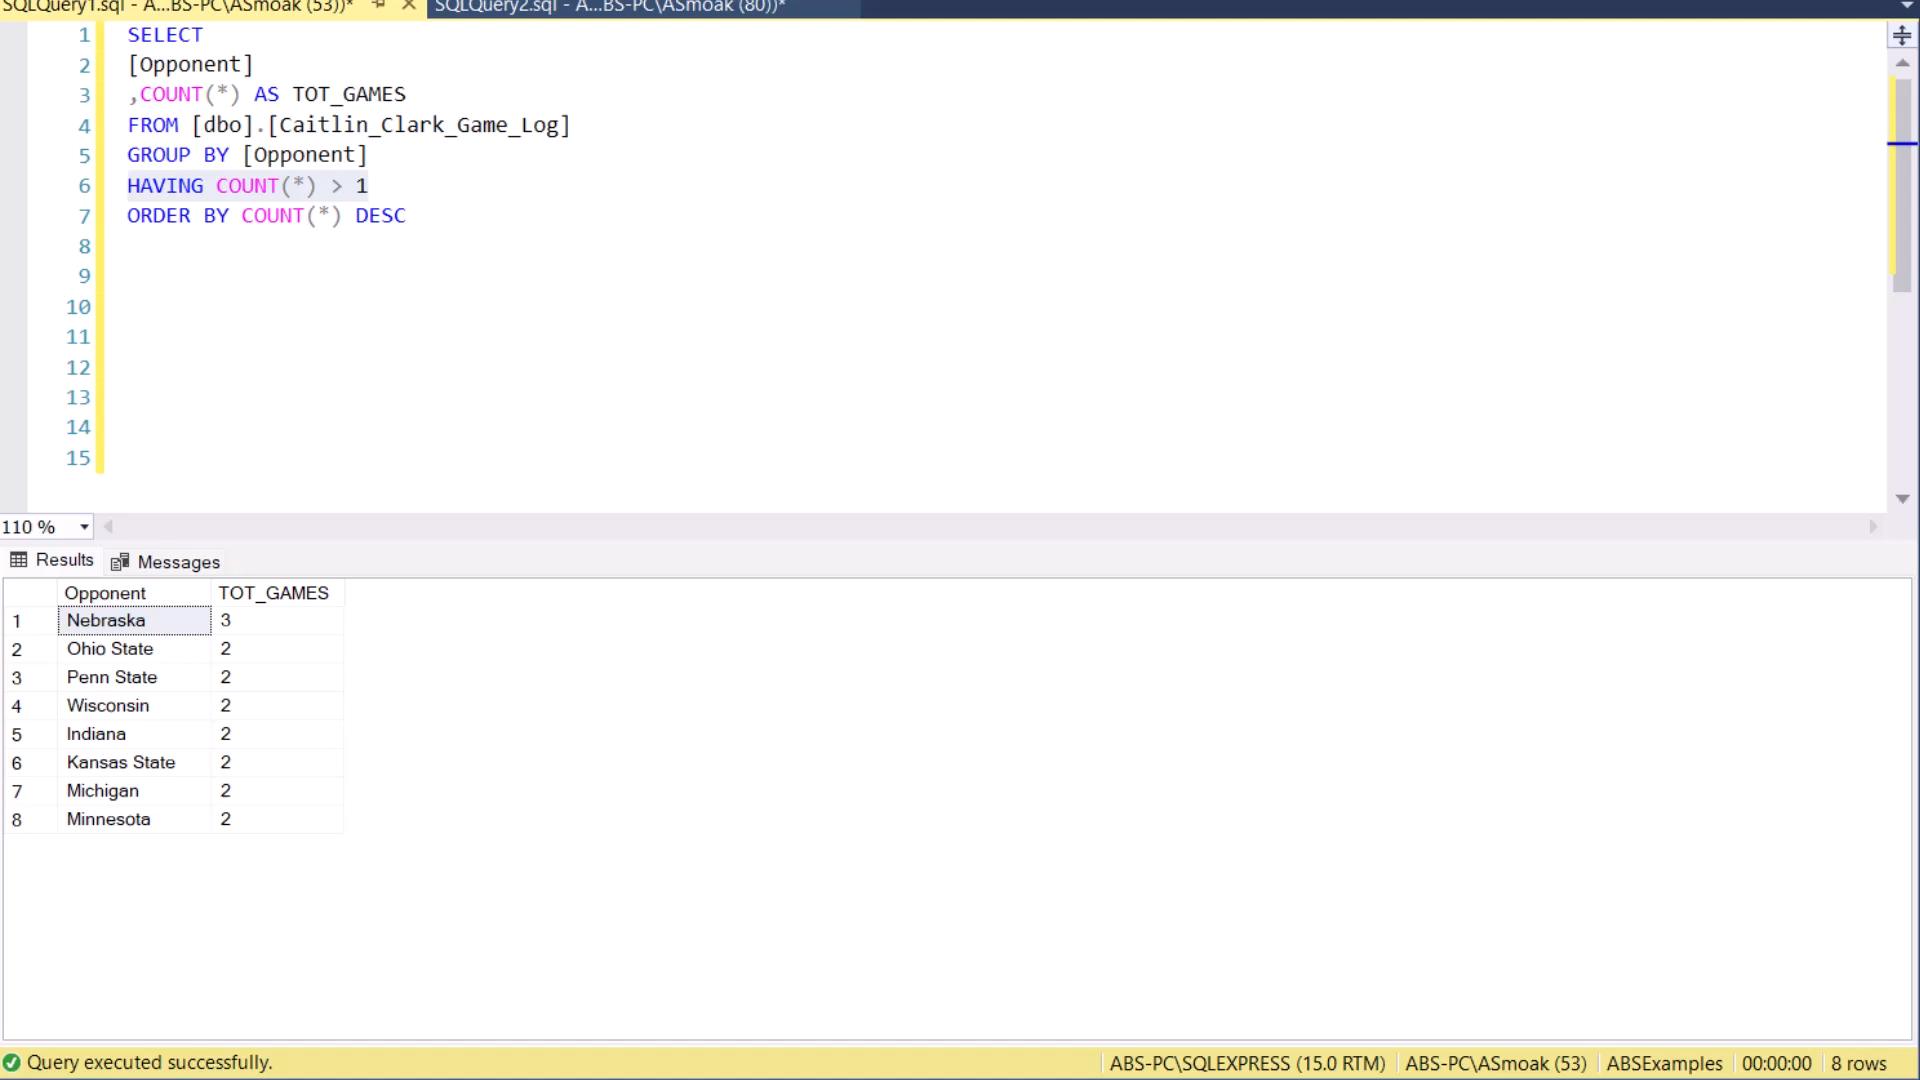 SQLQuery1.sql - A...BS-PC\ASmoak (53))* SQLQuery2.sql - A...BS-PC\ASmoak (80))*
1 SELECT
2 [Opponent]
3 ,COUNT(*) AS TOT_GAMES
4 FROM [dbo].[Caitlin_Clark_Game_Log]
5 GROUP BY [Opponent]
6 HAVING COUNT(*) > 1
7 ORDER BY COUNT(*) DESC
8
9
10
11
12
13
14
15
110 %
Results Messages
Opponent TOT_GAMES
1 Nebraska 3
2 Ohio State 2
3 Penn State 2
4 Wisconsin 2
5 Indiana 2
6 Kansas State 2
7 Michigan 2
8 Minnesota 2
Query executed successfully. ABS-PC\SQLEXPRESS (15.0 RTM) ABS-PC\ASmoak (53) ABSExamples 00:00:00 8 rows